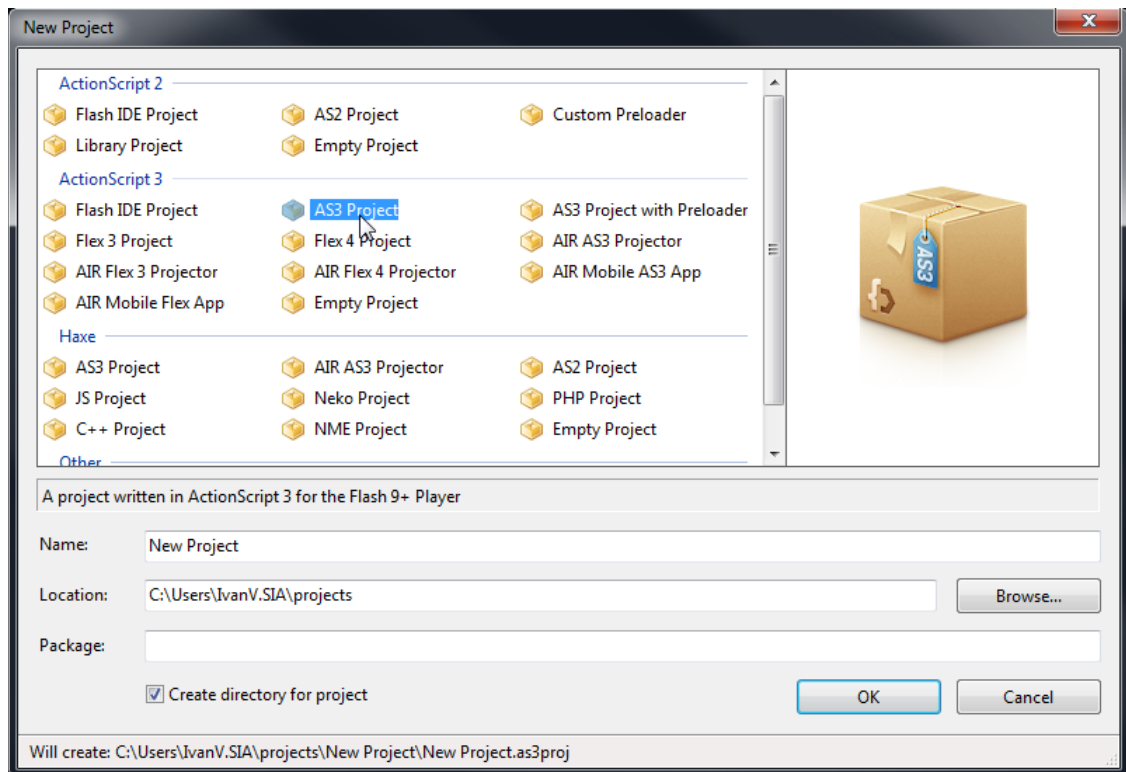 New Project
ActionScript 2
Flash IDE Project AS2 Project Custom Preloader
Library Project Empty Project
ActionScript 3
Flash IDE Project AS3 Project AS3 Project with Preloader
Flex 3 Project Flex 4 Project AIR AS3 Projector
AIR Flex 3 Projector AIR Flex 4 Projector AIR Mobile AS3 App
AIR Mobile Flex App Empty Project
Haxe
AS3 Project AIR AS3 Projector AS2 Project
JS Project Neko Project PHP Project
C++ Project NME Project Empty Project
Other
AS3
A project written in ActionScript 3 for the Flash 9+ Player
Name: New Project
Location: C:\Users\IvanV.SIA\projects Browse...
Package:
Create directory for project OK Cancel
Will create: C:\Users\IvanV.SIA\projects\New Project\New Project.as3proj